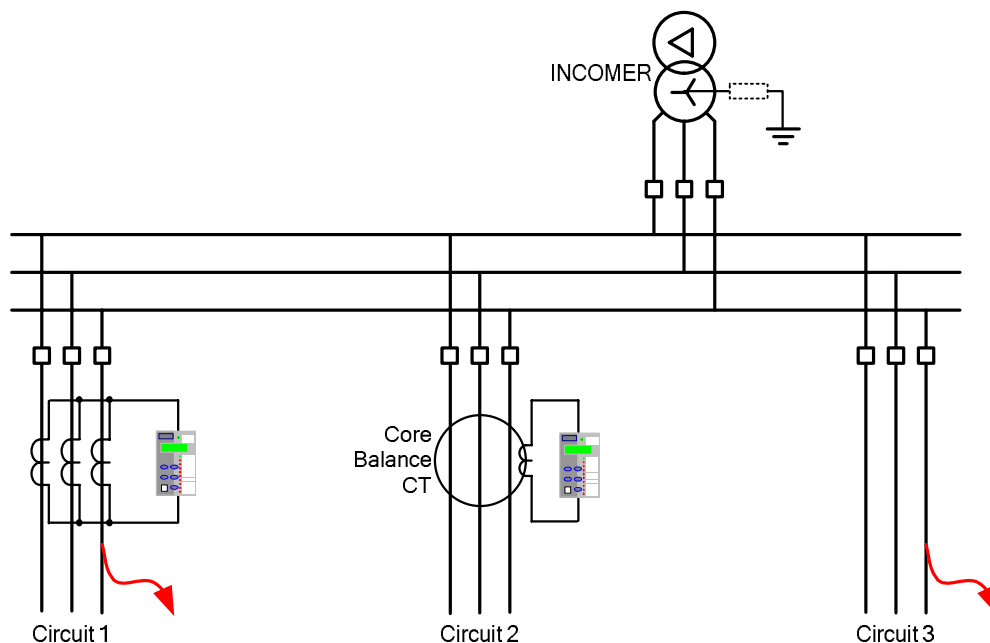 INCOMER
Core
Balance
CT
Circuit 1
Circuit 2
Circuit 3